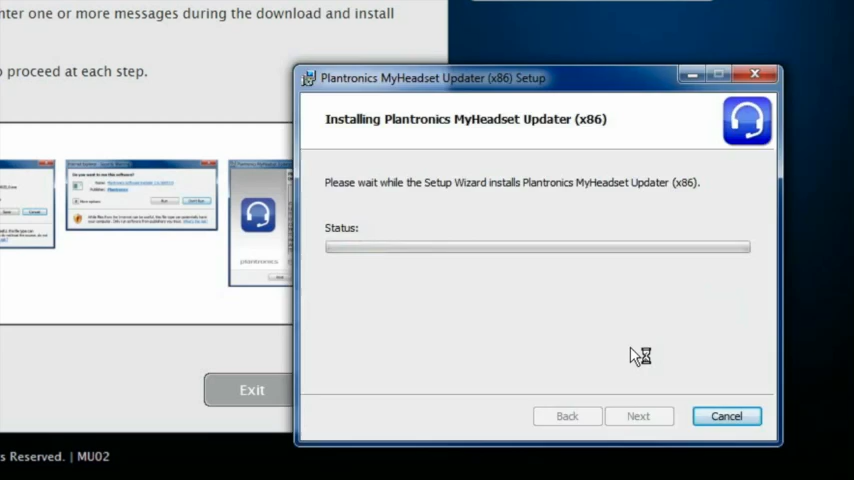 nter one or more messages during the download and install
o proceed at each step.
Plantronics MyHeadset Updater (x86) Setup
Installing Plantronics MyHeadset Updater (x86)
Please wait while the Setup Wizard installs Plantronics MyHeadset Updater (x86).
Status:
plantronics
Exit
Back
Next
Cancel
s Reserved. | MU02